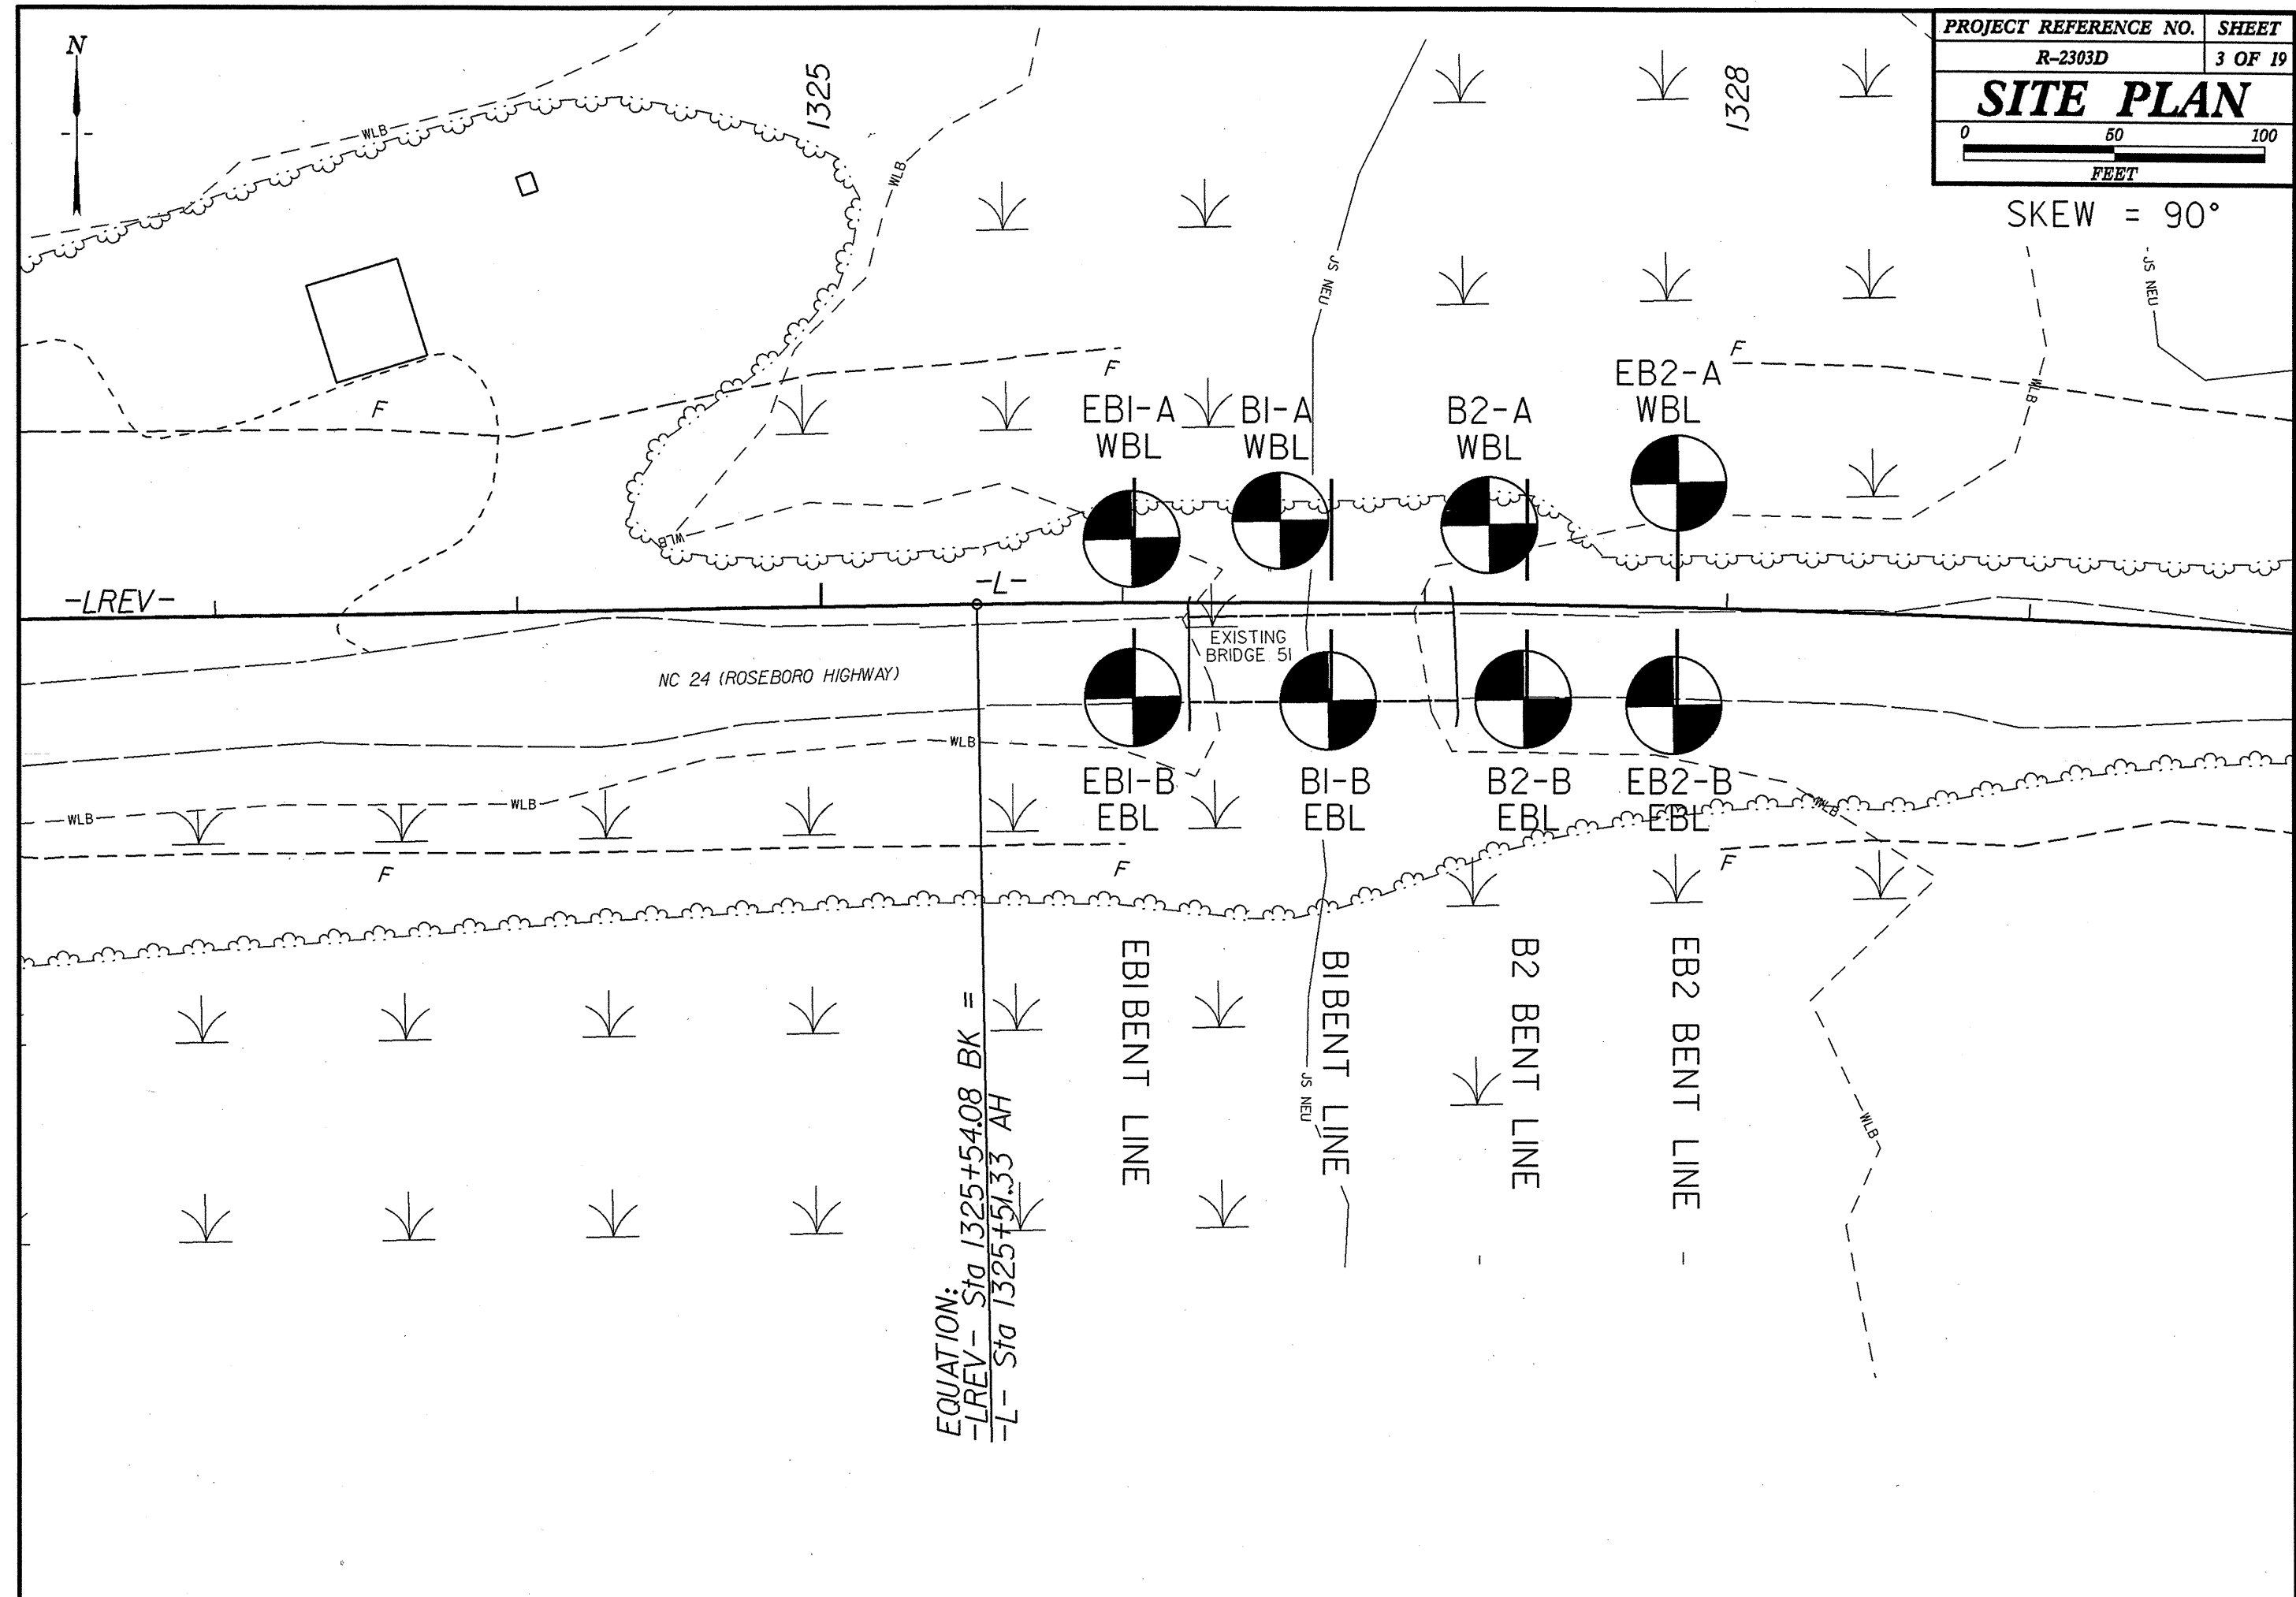 N
1325
1328
PROJECT REFERENCE NO. SHEET
R-2303D 3 OF 19
SITE PLAN
0 50 100
FEET
SKEW = 90°
WLB
WLB
JS NEU
JS NEU
WLB
F
F
F
EB1-A
WBL
B1-A
WBL
B2-A
WBL
EB2-A
WBL
WLB
-LREV-
-L-
EXISTING
BRIDGE 51
NC 24 (ROSEBORO HIGHWAY)
WLB
WLB
WLB
WLB
EB1-B
EBL
B1-B
EBL
B2-B
EBL
EB2-B
EBL
F
F
F
EB1 BENT LINE
B1 BENT LINE
B2 BENT LINE
EB2 BENT LINE
JS NEU
WLB
EQUATION:
-LREV- Sta 1325+54.08 BK =
-L- Sta 1325+51.33 AH